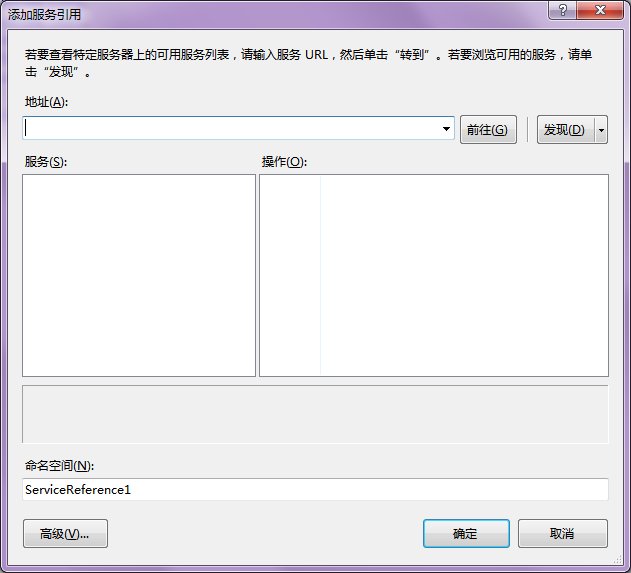 添加服务引用
若要查看特定服务器上的可用服务列表，请输入服务 URL，然后单击“转到”。若要浏览可用的服务，请单
击“发现”。
地址(A):
前往(G) 发现(D)
服务(S): 操作(O):
命名空间(N):
ServiceReference1
高级(V)... 确定 取消